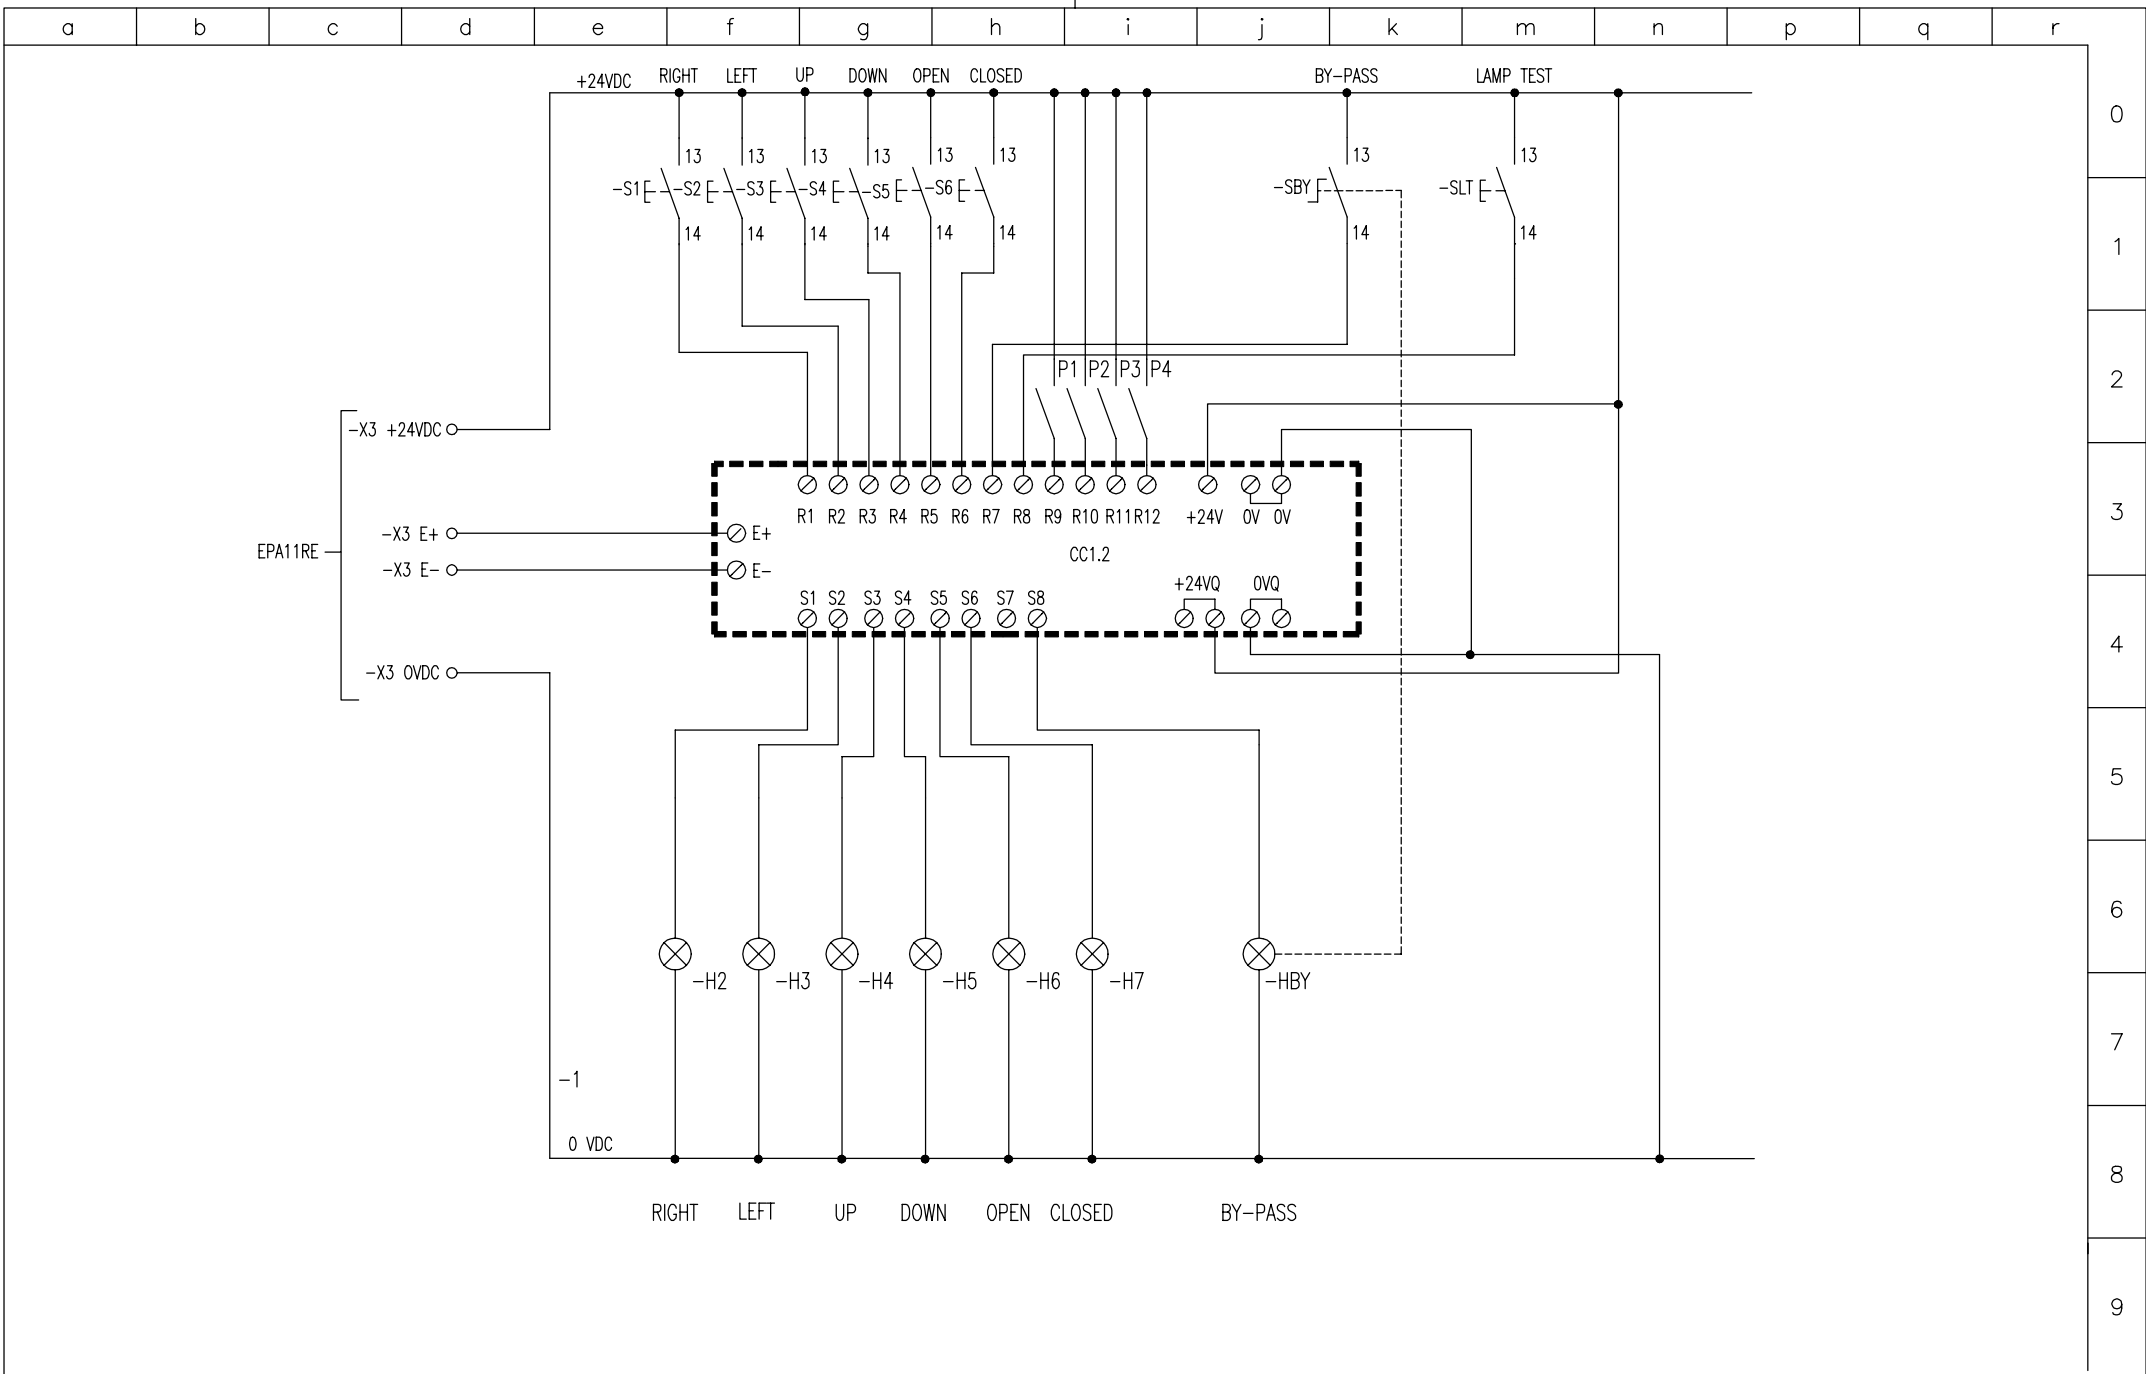 a b c d e f g h i j k m n p q r
+24VDC RIGHT LEFT UP DOWN OPEN CLOSED BY-PASS LAMP TEST
0
13 13 13 13 13 13 13 13
-S1 -S2 -S3 -S4 -S5 -S6 -SBY -SLT
14 14 14 14 14 14 14 14
1
P1 P2 P3 P4
2
-X3 +24VDC
R1 R2 R3 R4 R5 R6 R7 R8 R9 R10 R11 R12 +24V 0V 0V
3
-X3 E+ E+
EPA11RE
CC1.2
-X3 E- E-
+24VQ 0VQ
S1 S2 S3 S4 S5 S6 S7 S8
4
-X3 0VDC
5
6
-H2 -H3 -H4 -H5 -H6 -H7 -HBY
7
-1
0 VDC
8
RIGHT LEFT UP DOWN OPEN CLOSED BY-PASS
9